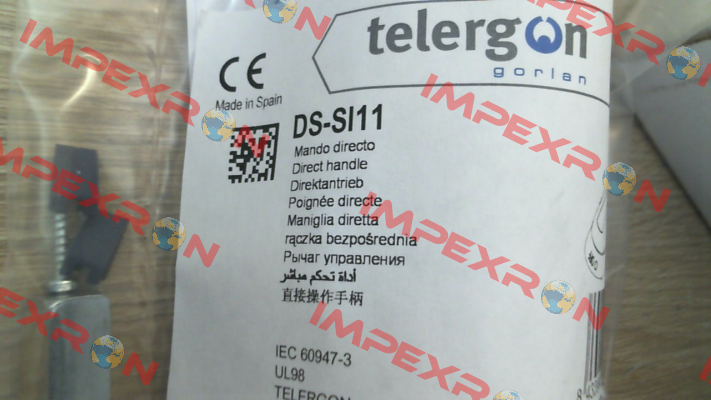 telergon
gorlan
CE
Made in Spain
DS-SI11
Mando directo
Direct handle
Direktantrieb
Poignée directe
Maniglia diretta
rączka bezpośrednia
Рычаг управления
أداة تحكم مباشر
直接操作手柄
IEC 60947-3
UL98
TELERGON
IMPEXRON
IMPEXRON
IMPEXRON
IMPEXRON
IMPEXRON
IMPEXRON